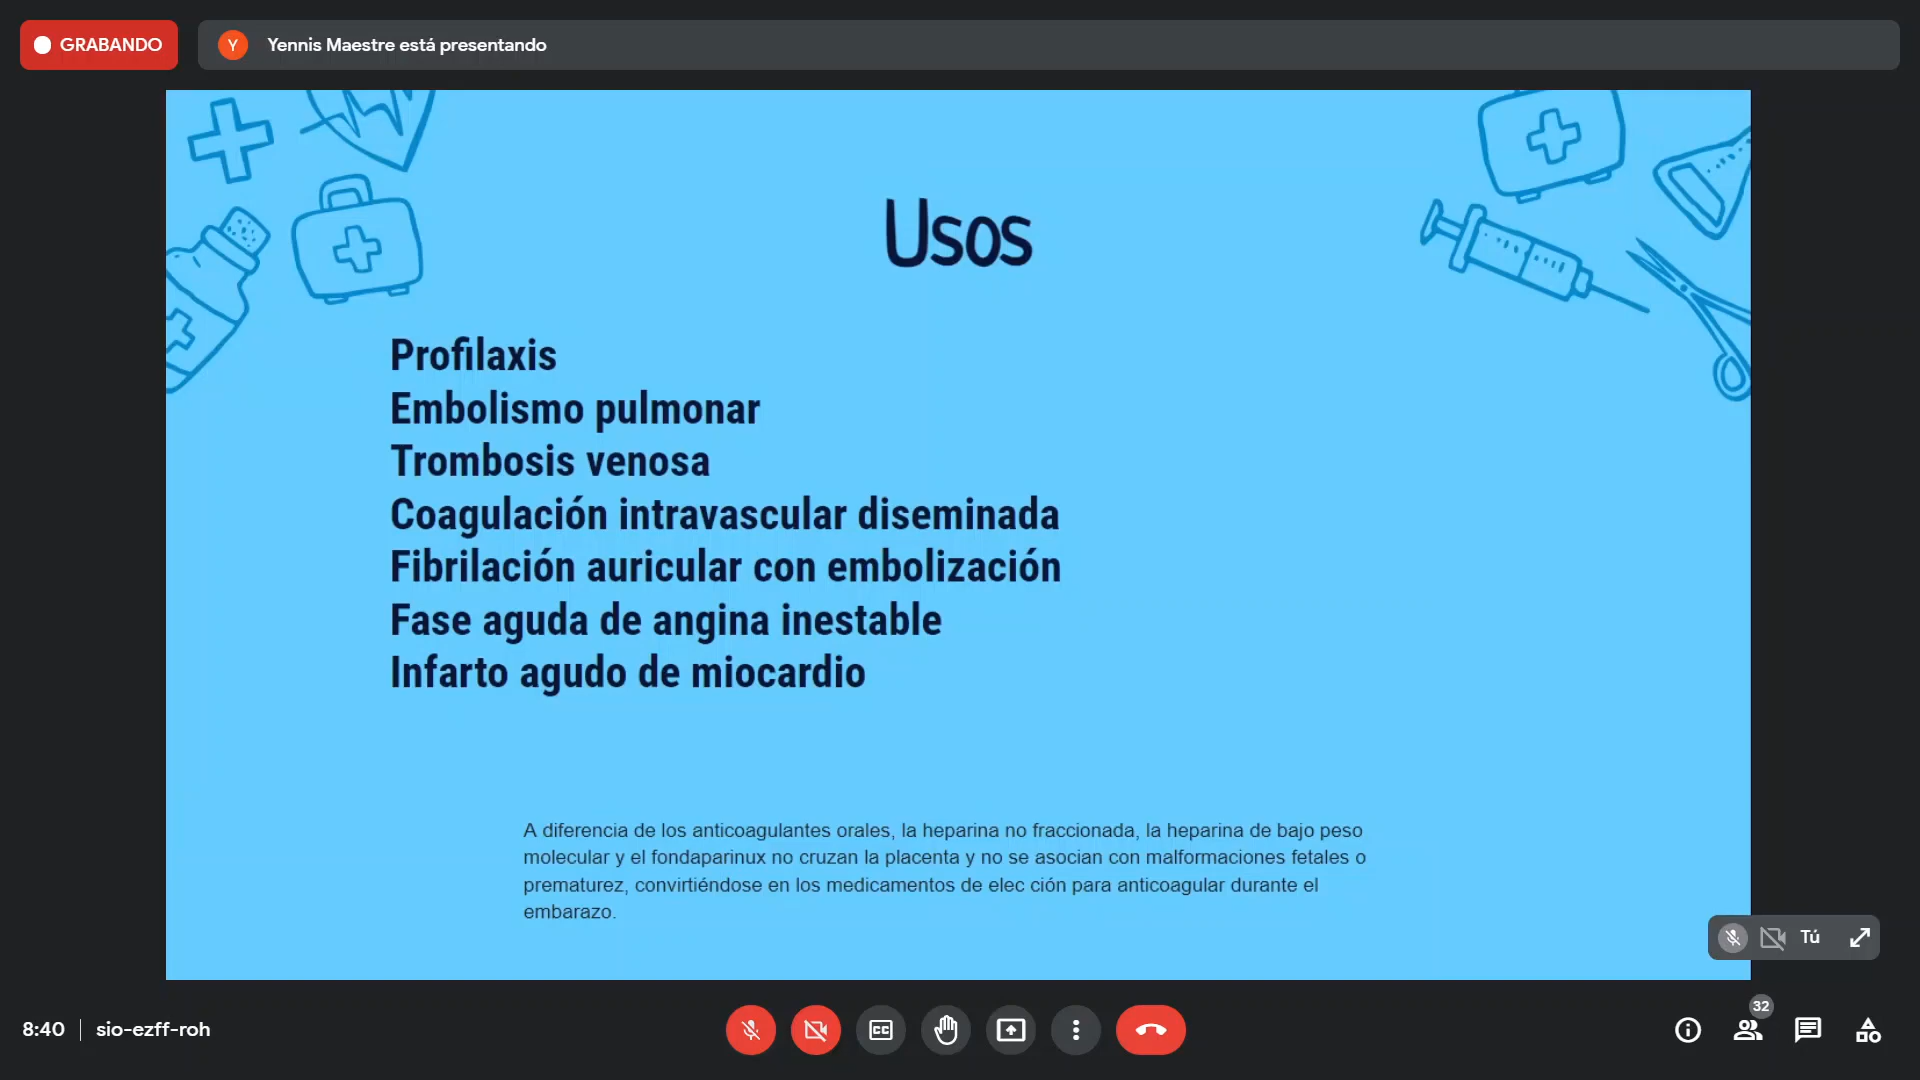 GRABANDO
Y
Yennis Maestre está presentando
Usos
Profilaxis
Embolismo pulmonar
Trombosis venosa
Coagulación intravascular diseminada
Fibrilación auricular con embolización
Fase aguda de angina inestable
Infarto agudo de miocardio
A diferencia de los anticoagulantes orales, la heparina no fraccionada, la heparina de bajo peso
molecular y el fondaparinux no cruzan la placenta y no se asocian con malformaciones fetales o
prematurez, convirtiéndose en los medicamentos de elec ción para anticoagular durante el
embarazo.
Tú
8:40
sio-ezff-roh
CC
32